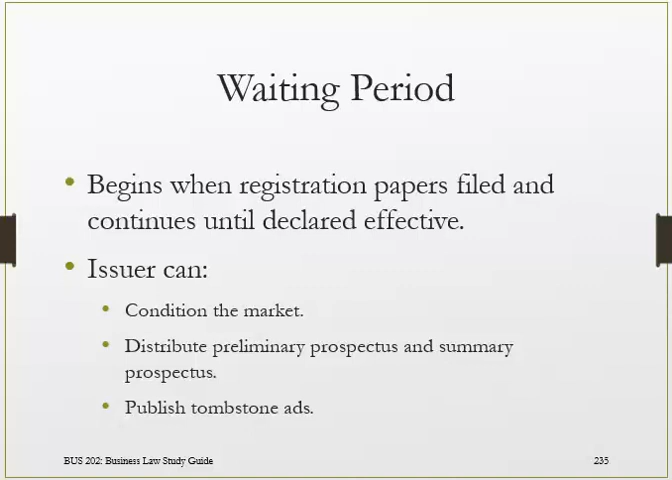 Waiting Period
• Begins when registration papers filed and
continues until declared effective.
• Issuer can:
• Condition the market.
• Distribute preliminary prospectus and summary
prospectus.
• Publish tombstone ads.
BUS 202: Business Law Study Guide
235